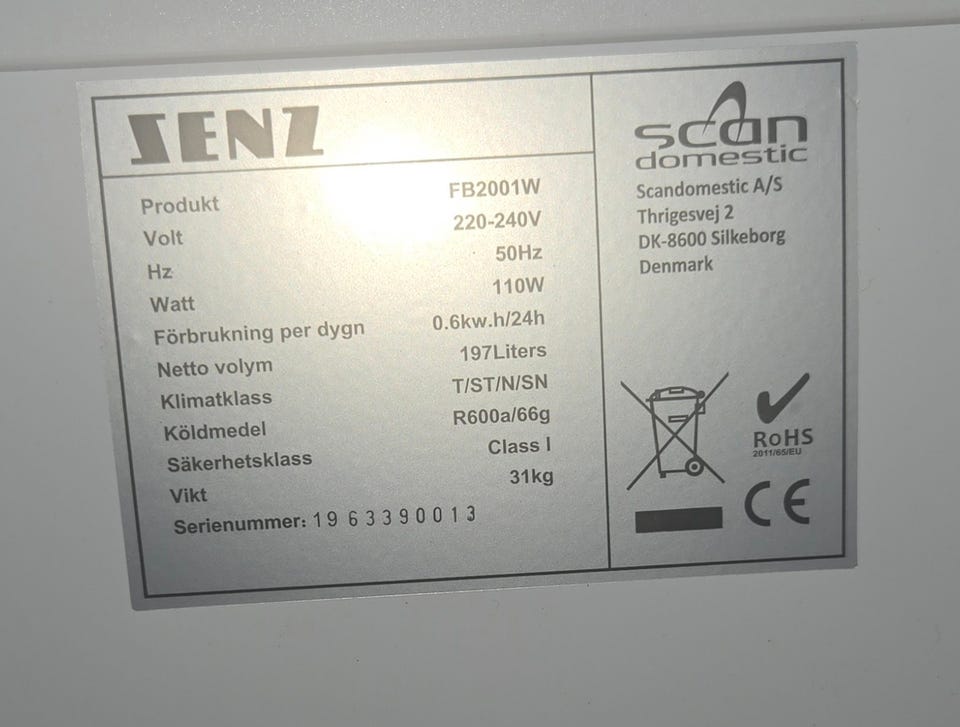 SENZ
Produkt FB2001W
Volt 220-240V
Hz 50Hz
Watt 110W
Förbrukning per dygn 0.6kw.h/24h
Netto volym 197Liters
Klimatklass T/ST/N/SN
Köldmedel R600a/66g
Säkerhetsklass Class I
Vikt 31kg
Serienummer: 1963390013
scan
domestic
Scandomestic A/S
Thrigesvej 2
DK-8600 Silkeborg
Denmark
RoHS
2011/65/EU
CE